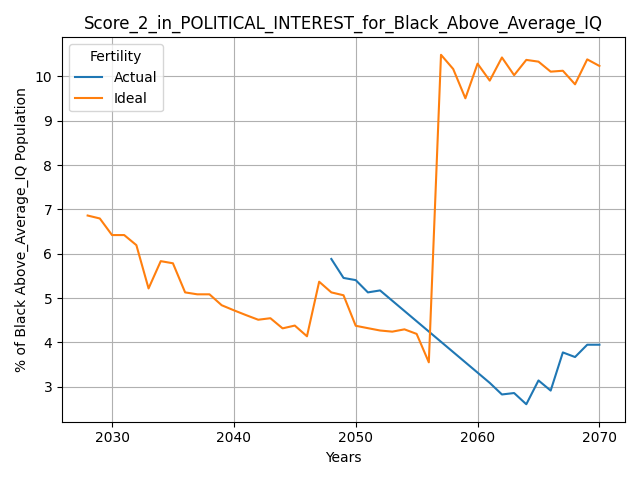 Score_2_in_POLITICAL_INTEREST_for_Black_Above_Average_IQ
Fertility
Actual
Ideal
% of Black Above_Average_IQ Population
10
9
8
7
6
5
4
3
2030
2040
2050
2060
2070
Years